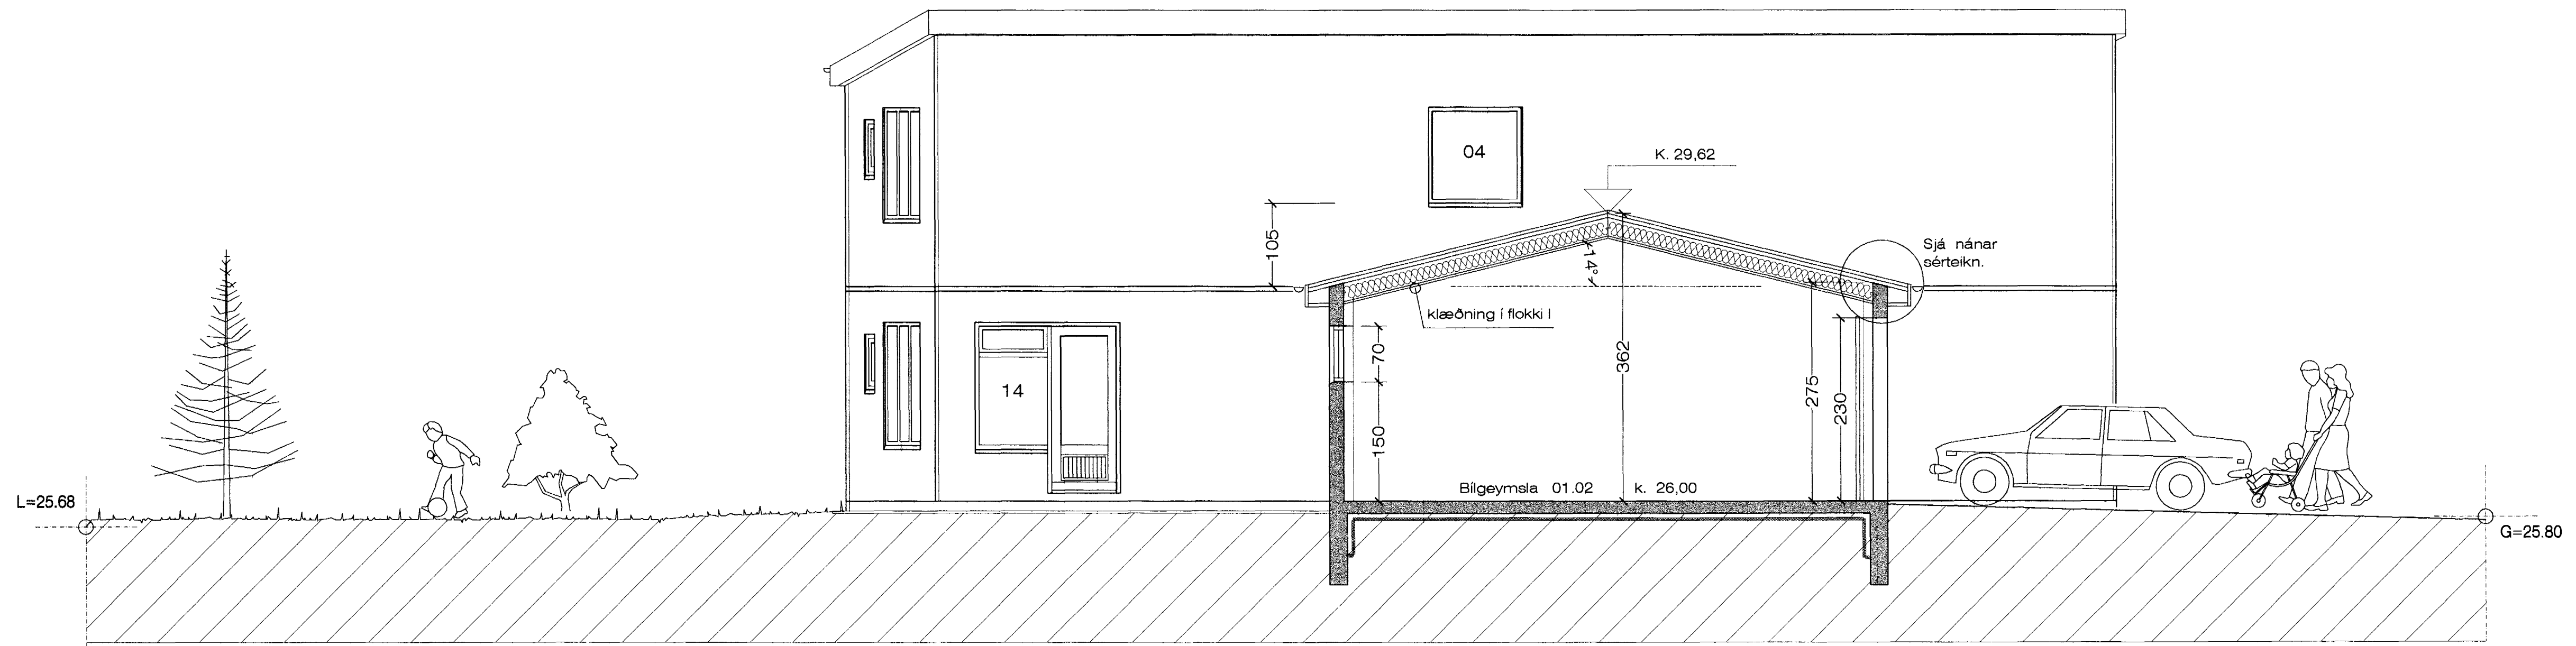 04
K. 29,62
105
Sjá nánar
sérteikn.
14°
klæðning í flokki I
70
362
275
230
14
150
Bílgeymsla 01.02 k. 26,00
L=25.68
G=25.80